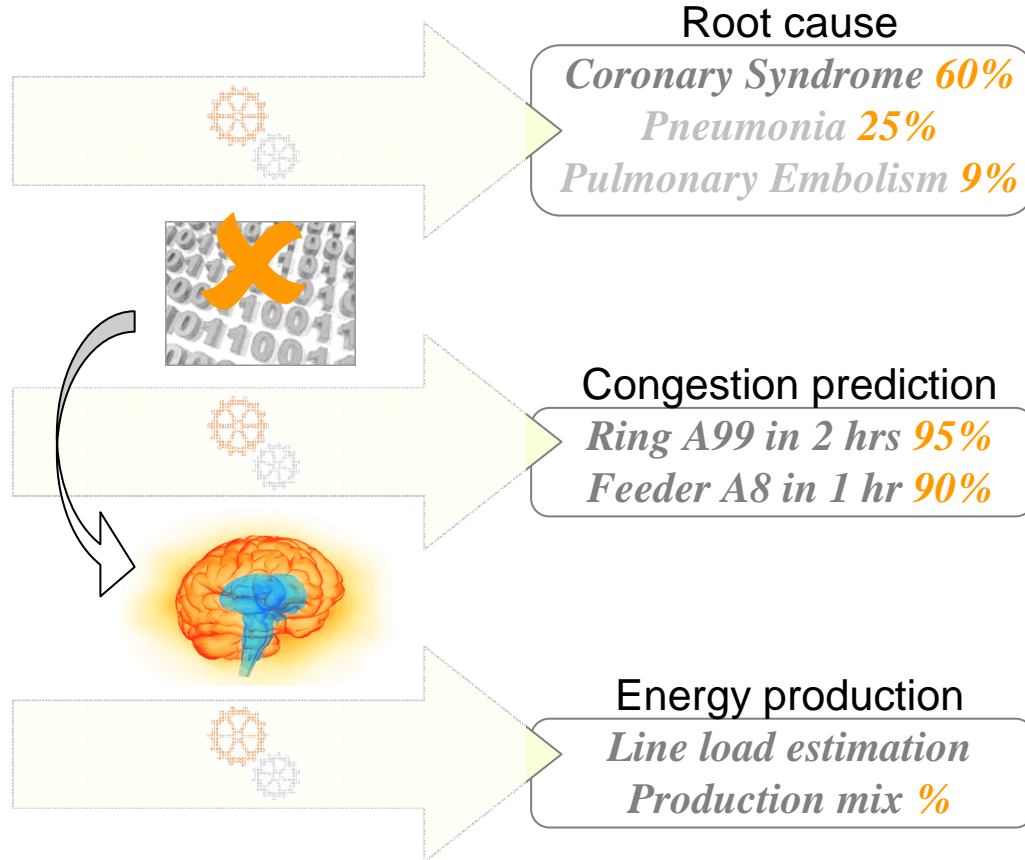 Root cause
Coronary Syndrome 60%
Pneumonia 25%
Pulmonary Embolism 9%
Congestion prediction
Ring A99 in 2 hrs 95%
Feeder A8 in 1 hr 90%
Energy production
Line load estimation
Production mix %